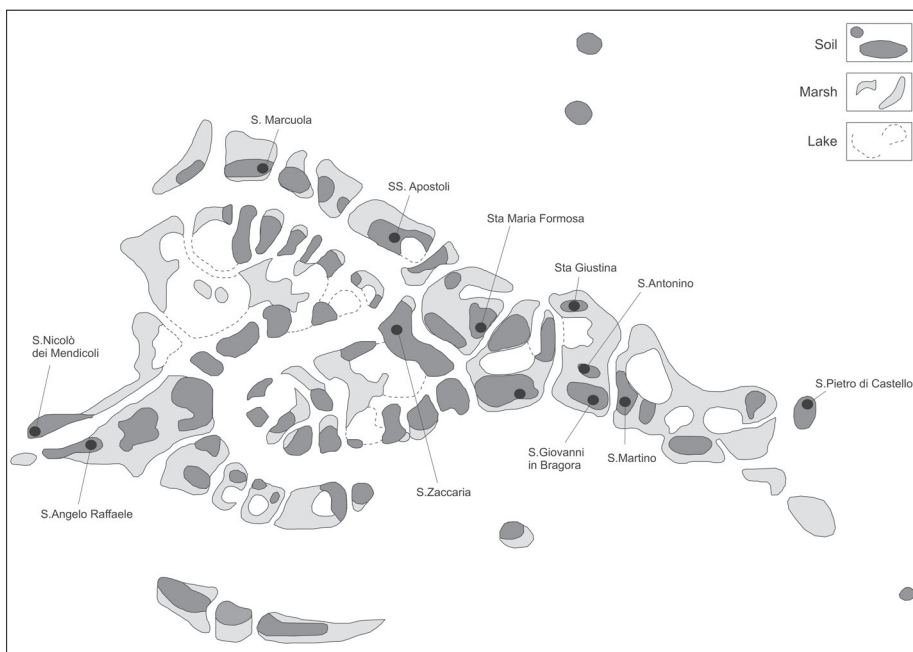 Soil
Marsh
Lake
S. Marcuola
SS. Apostoli
Sta Maria Formosa
Sta Giustina
S.Antonino
S.Nicolò
dei Mendicoli
S.Pietro di Castello
S.Giovanni
in Bragora
S.Martino
S.Zaccaria
S.Angelo Raffaele